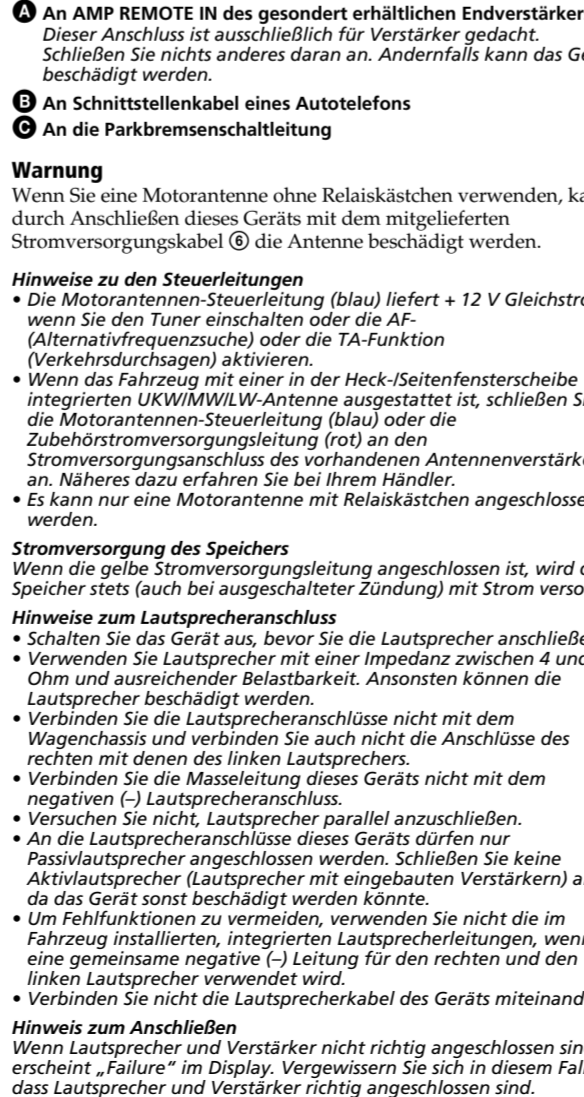 A An AMP REMOTE IN des gesondert erhältlichen Endverstärker
Dieser Anschluss ist ausschließlich für Verstärker gedacht.
Schließen Sie nichts anderes daran an. Andernfalls kann das Ge
beschädigt werden.
B An Schnittstellenkabel eines Autotelefons
C An die Parkbremsenschaltleitung
Warnung
Wenn Sie eine Motorantenne ohne Relaiskästchen verwenden, ka
durch Anschließen dieses Geräts mit dem mitgelieferten
Stromversorgungskabel ⑥ die Antenne beschädigt werden.
Hinweise zu den Steuerleitungen
• Die Motorantennen-Steuerleitung (blau) liefert + 12 V Gleichstro
wenn Sie den Tuner einschalten oder die AF-
(Alternativfrequenzsuche) oder die TA-Funktion
(Verkehrsdurchsagen) aktivieren.
• Wenn das Fahrzeug mit einer in der Heck-/Seitenfensterscheibe
integrierten UKW/MW/LW-Antenne ausgestattet ist, schließen Si
die Motorantennen-Steuerleitung (blau) oder die
Zubehörstromversorgungsleitung (rot) an den
Stromversorgungsanschluss des vorhandenen Antennenverstärke
an. Näheres dazu erfahren Sie bei Ihrem Händler.
• Es kann nur eine Motorantenne mit Relaiskästchen angeschlosse
werden.
Stromversorgung des Speichers
Wenn die gelbe Stromversorgungsleitung angeschlossen ist, wird d
Speicher stets (auch bei ausgeschalteter Zündung) mit Strom verso
Hinweise zum Lautsprecheranschluss
• Schalten Sie das Gerät aus, bevor Sie die Lautsprecher anschließe
• Verwenden Sie Lautsprecher mit einer Impedanz zwischen 4 und
Ohm und ausreichender Belastbarkeit. Ansonsten können die
Lautsprecher beschädigt werden.
• Verbinden Sie die Lautsprecheranschlüsse nicht mit dem
Wagenchassis und verbinden Sie auch nicht die Anschlüsse des
rechten mit denen des linken Lautsprechers.
• Verbinden Sie die Masseleitung dieses Geräts nicht mit dem
negativen (–) Lautsprecheranschluss.
• Versuchen Sie nicht, Lautsprecher parallel anzuschließen.
• An die Lautsprecheranschlüsse dieses Geräts dürfen nur
Passivlautsprecher angeschlossen werden. Schließen Sie keine
Aktivlautsprecher (Lautsprecher mit eingebauten Verstärkern) a
da das Gerät sonst beschädigt werden könnte.
• Um Fehlfunktionen zu vermeiden, verwenden Sie nicht die im
Fahrzeug installierten, integrierten Lautsprecherleitungen, wenn
eine gemeinsame negative (–) Leitung für den rechten und den
linken Lautsprecher verwendet wird.
• Verbinden Sie nicht die Lautsprecherkabel des Geräts miteinand
Hinweis zum Anschließen
Wenn Lautsprecher und Verstärker nicht richtig angeschlossen sin
erscheint „Failure“ im Display. Vergewissern Sie sich in diesem Fall
dass Lautsprecher und Verstärker richtig angeschlossen sind.